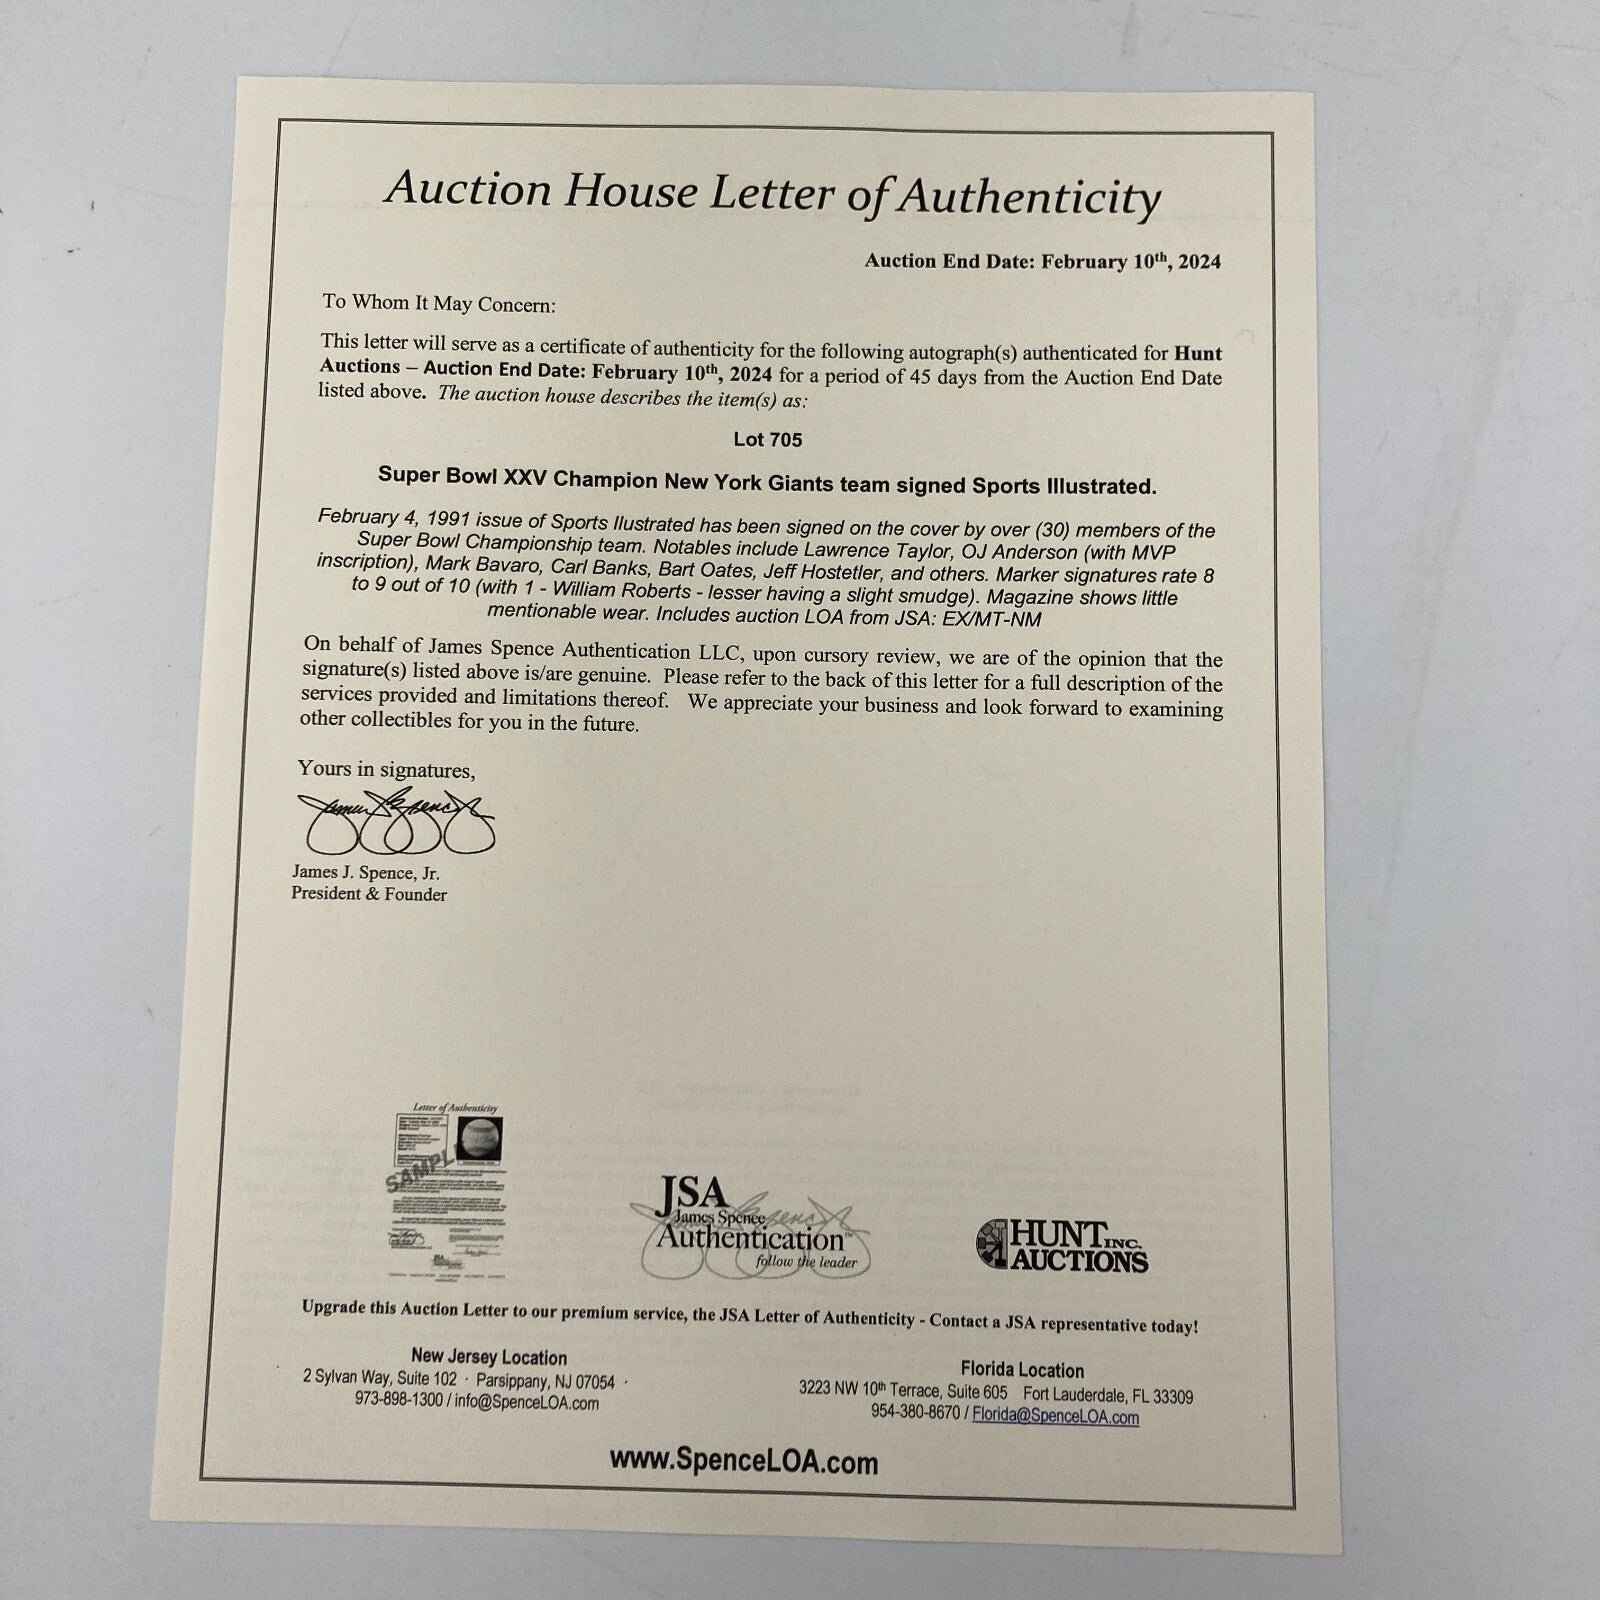 Auction House Letter of Authenticity
Auction End Date: February 10th, 2024
To Whom It May Concern:
This letter will serve as a certificate of authenticity for the following autograph(s) authenticated for Hunt
Auctions – Auction End Date: February 10th, 2024 for a period of 45 days from the Auction End Date
listed above. The auction house describes the item(s) as:
Lot 705
Super Bowl XXV Champion New York Giants team signed Sports Illustrated.
February 4, 1991 issue of Sports Ilustrated has been signed on the cover by over (30) members of the
Super Bowl Championship team. Notables include Lawrence Taylor, OJ Anderson (with MVP
inscription), Mark Bavaro, Carl Banks, Bart Oates, Jeff Hostetler, and others. Marker signatures rate 8
to 9 out of 10 (with 1 - William Roberts - lesser having a slight smudge). Magazine shows little
mentionable wear. Includes auction LOA from JSA: EX/MT-NM
On behalf of James Spence Authentication LLC, upon cursory review, we are of the opinion that the
signature(s) listed above is/are genuine. Please refer to the back of this letter for a full description of the
services provided and limitations thereof. We appreciate your business and look forward to examining
other collectibles for you in the future.
Yours in signatures,
James J. Spence, Jr.
James J. Spence, Jr.
President & Founder
Letter of Authenticity
SAMPLE
JSA
James Spence
Authentication™
follow the leader
HUNT INC.
AUCTIONS
Upgrade this Auction Letter to our premium service, the JSA Letter of Authenticity - Contact a JSA representative today!
New Jersey Location
2 Sylvan Way, Suite 102 · Parsippany, NJ 07054 ·
973-898-1300 / info@SpenceLOA.com
Florida Location
3223 NW 10th Terrace, Suite 605 Fort Lauderdale, FL 33309
954-380-8670 / Florida@SpenceLOA.com
www.SpenceLOA.com